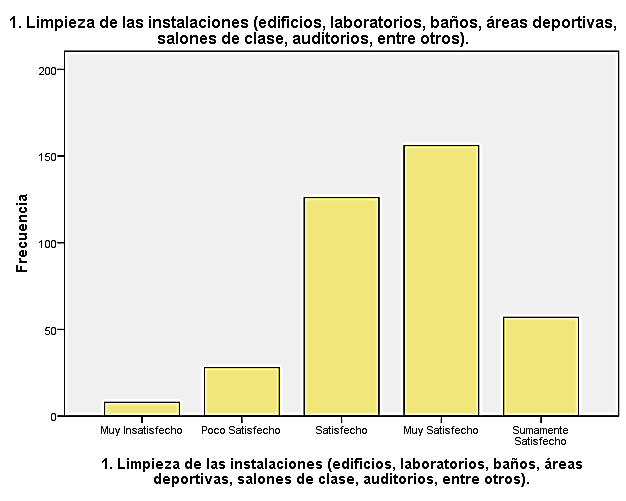 1. Limpieza de las instalaciones (edificios, laboratorios, baños, áreas deportivas,
salones de clase, auditorios, entre otros).
200
150
100
50
0
Frecuencia
Muy Insatisfecho
Poco Satisfecho
Satisfecho
Muy Satisfecho
Sumamente
Satisfecho
1. Limpieza de las instalaciones (edificios, laboratorios, baños, áreas
deportivas, salones de clase, auditorios, entre otros).